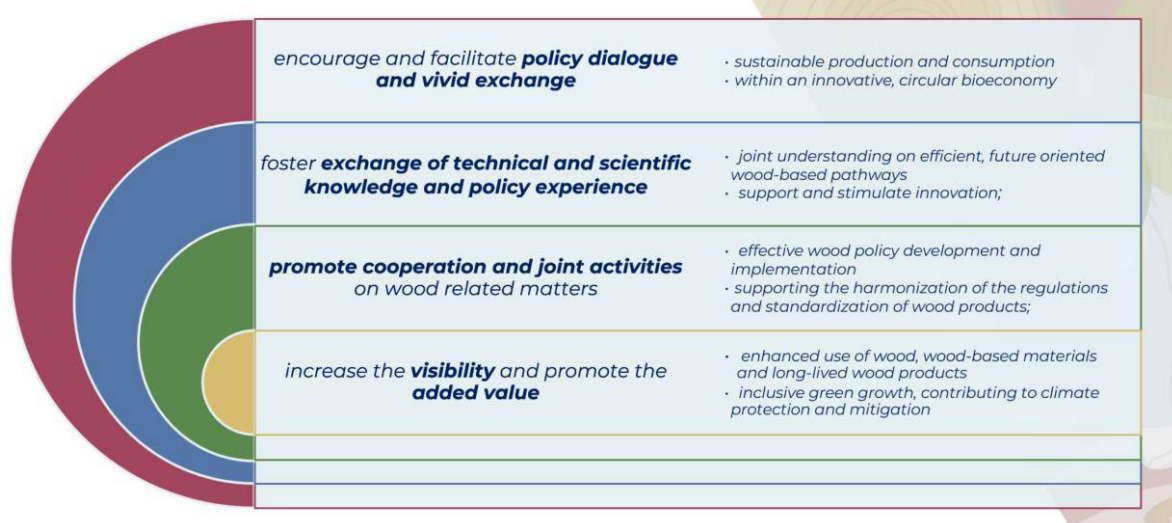 encourage and facilitate policy dialogue
and vivid exchange
• sustainable production and consumption
• within an innovative, circular bioeconomy
foster exchange of technical and scientific
knowledge and policy experience
• joint understanding on efficient, future oriented
wood-based pathways
• support and stimulate innovation;
promote cooperation and joint activities
on wood related matters
• effective wood policy development and
implementation
• supporting the harmonization of the regulations
and standardization of wood products;
increase the visibility and promote the
added value
• enhanced use of wood, wood-based materials
and long-lived wood products
• inclusive green growth, contributing to climate
protection and mitigation